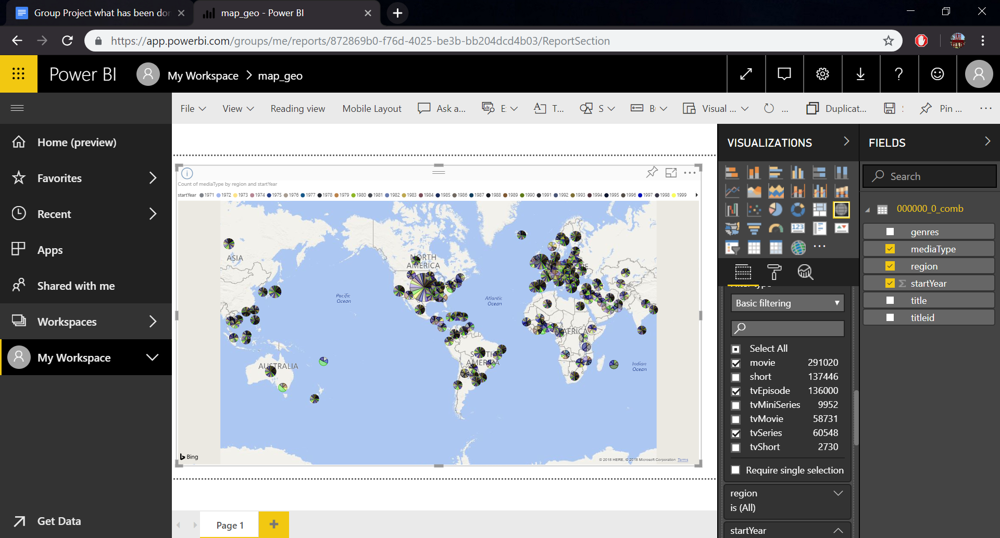 Group Project what has been dor
map_geo - Power BI
https://app.powerbi.com/groups/me/reports/872869b0-f76d-4025-be3b-bb204dcd4b03/ReportSection
Power BI
My Workspace > map_geo
File
View
Reading view
Mobile Layout
Ask a...
E
T...
S
B
Visual ...
...
Duplicat...
Pin ...
Home (preview)
Favorites
Recent
Apps
Shared with me
Workspaces
My Workspace
Get Data
Count of mediaType by region and startYear
startYear 1971 1972 1973 1974 1975 1976 1977 1978 1979 1980 1981 1982 1983 1984 1985 1986 1987 1988 1989 1990 1991 1992 1993 1994 1995 1996 1997 1998 1999
ASIA
NORTH
AMERICA
Pacific
Ocean
Atlantic
Ocean
AFRICA
SOUTH
AMERICA
AUSTRALIA
Indian
Ocean
Bing
© 2018 HERE, © 2018 Microsoft Corporation Terms
Page 1
VISUALIZATIONS
123
Basic filtering
Select All
movie 291020
short 137446
tvEpisode 136000
tvMiniSeries 9952
tvMovie 58731
tvSeries 60548
tvShort 2730
Require single selection
region
is (All)
startYear
FIELDS
Search
000000_0_comb
genres
mediaType
region
Σ startYear
title
titleid